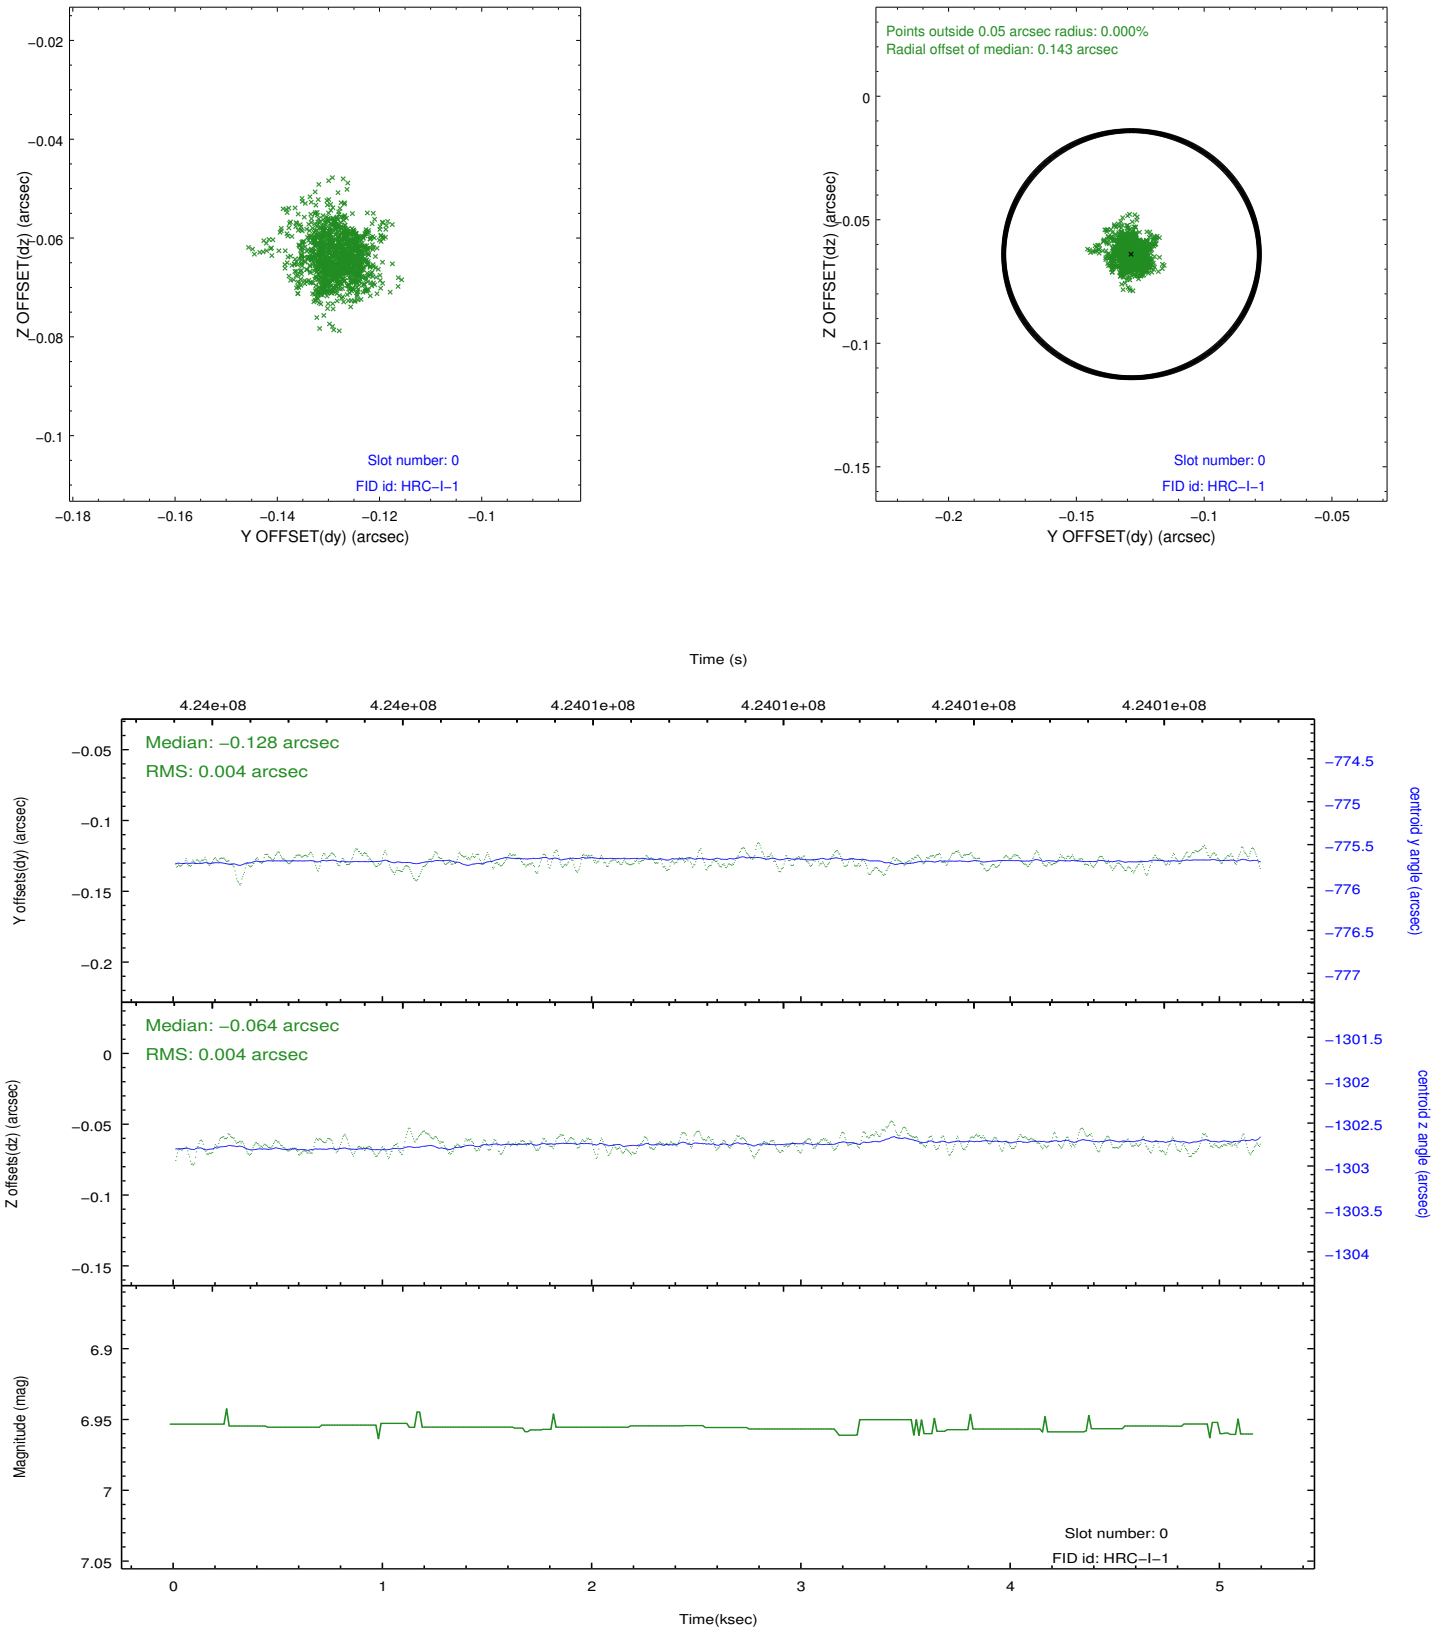 −0.02
−0.04
−0.06
−0.08
−0.1
Z OFFSET(dz) (arcsec)
Slot number: 0
FID id: HRC−I−1
−0.18
−0.16
−0.14
−0.12
−0.1
Y OFFSET(dy) (arcsec)
Points outside 0.05 arcsec radius: 0.000%
Radial offset of median: 0.143 arcsec
0
−0.05
−0.1
−0.15
Z OFFSET(dz) (arcsec)
Slot number: 0
FID id: HRC−I−1
−0.2
−0.15
−0.1
−0.05
Y OFFSET(dy) (arcsec)
Time (s)
4.24e+08
4.24e+08
4.2401e+08
4.2401e+08
4.2401e+08
4.2401e+08
Median: −0.128 arcsec
RMS: 0.004 arcsec
−0.05
−0.1
−0.15
−0.2
Y offsets(dy) (arcsec)
−774.5
−775
−775.5
−776
−776.5
−777
centroid y angle (arcsec)
Median: −0.064 arcsec
RMS: 0.004 arcsec
0
−0.05
−0.1
−0.15
Z offsets(dz) (arcsec)
−1301.5
−1302
−1302.5
−1303
−1303.5
−1304
centroid z angle (arcsec)
6.9
6.95
7
7.05
Magnitude (mag)
Slot number: 0
FID id: HRC−I−1
0
1
2
3
4
5
Time(ksec)